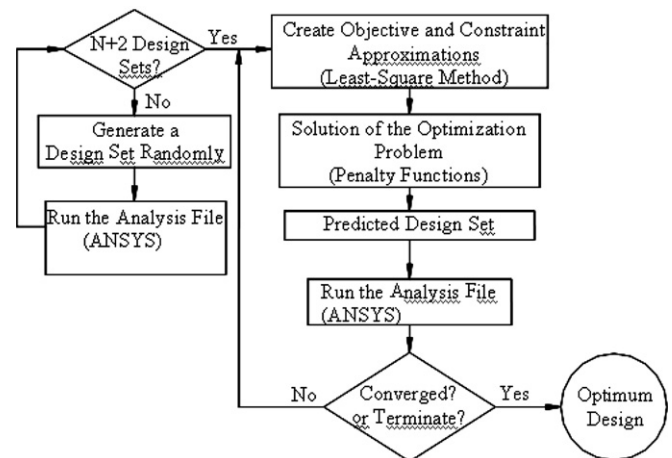 N+2 Design
Sets?
Yes
No
Generate a
Design Set Randomly
Run the Analysis File
(ANSYS)
Create Objective and Constraint
Approximations
(Least-Square Method)
Solution of the Optimization
Problem
(Penalty Functions)
Predicted Design Set
Run the Analysis File
(ANSYS)
Converged?
or Terminate?
No
Yes
Optimum
Design